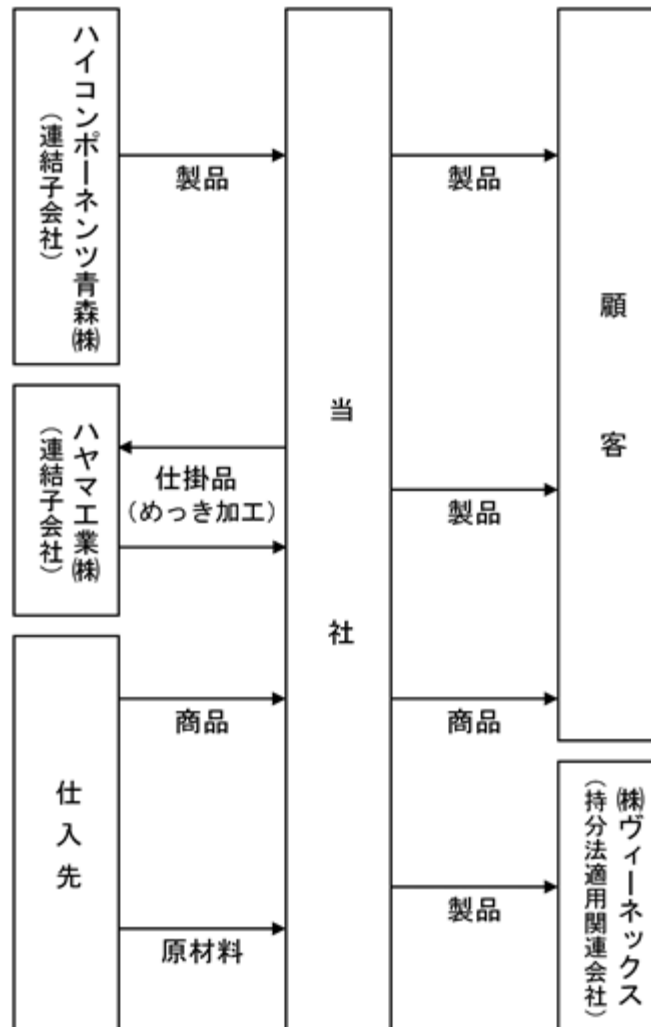 ハイコンポーネンツ青森㈱
（連結子会社）
製品
ハヤマ工業㈱
（連結子会社）
仕掛品
（めっき加工）
仕入先
商品
原材料
当社
製品
製品
商品
製品
顧客
㈱ヴィーネックス
（持分法適用関連会社）